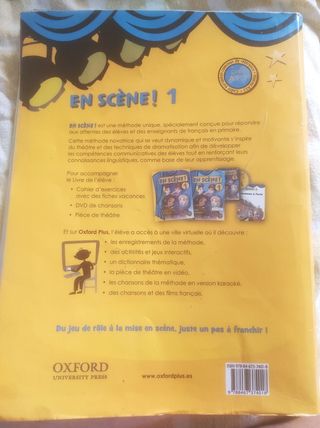 EN SCÈNE! 1
EN SCÈNE! est une méthode unique, spécialement conçue pour répondre
aux attentes des élèves et des enseignants de français en primaire.
Cette méthode novatrice qui se veut dynamique et motivante s'inspire
du théâtre et des techniques de dramatisation afin de développer
les compétences communicatives des élèves tout en renforçant leurs
connaissances linguistiques, comme base de leur apprentissage.
Pour accompagner
le Livre de l'élève :
• Cahier d'exercices
avec des fiches vacances
• DVD de chansons
• Pièce de théâtre
EN SCÈNE!
EN SCÈNE!
Et sur Oxford Plus, l'élève a accès à une ville virtuelle où il découvre :
• les enregistrements de la méthode.
• des activités et jeux interactifs.
• un dictionnaire thématique.
• la pièce de théâtre en vidéo.
• les chansons de la méthode en version karaoké.
• des chansons et des films français.
Du jeu de rôle à la mise en scène, juste un pas à franchir !
OXFORD
UNIVERSITY PRESS
www.oxfordplus.es